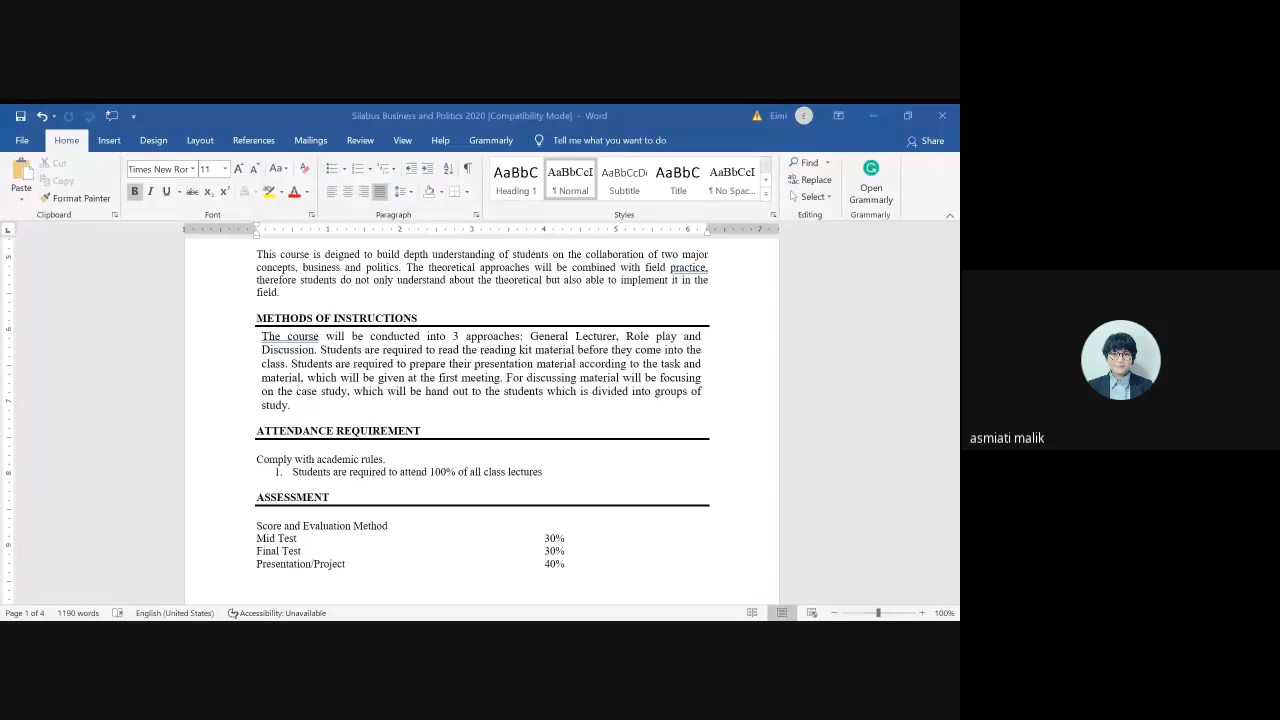 Silabus Business and Politics 2020 [Compatibility Mode] - Word
Eimi
E
File Home Insert Design Layout References Mailings Review View Help Grammarly Tell me what you want to do Share
Paste
Cut
Copy
Format Painter
Clipboard
Times New Ror 11
Font
Paragraph
AaBbC AaBbCcI AaBbCcDı AaBbC AaBbCcI
Heading 1 ¶ Normal Subtitle Title ¶ No Spac...
Styles
Find
Replace
Select
Editing
Open
Grammarly
Grammarly
1 1 2 3 4 5 6 7
This course is deigned to build depth understanding of students on the collaboration of two major
concepts, business and politics. The theoretical approaches will be combined with field practice,
therefore students do not only understand about the theoretical but also able to implement it in the
field.
METHODS OF INSTRUCTIONS
The course will be conducted into 3 approaches: General Lecturer, Role play and
Discussion. Students are required to read the reading kit material before they come into the
class. Students are required to prepare their presentation material according to the task and
material, which will be given at the first meeting. For discussing material will be focusing
on the case study, which will be hand out to the students which is divided into groups of
study.
ATTENDANCE REQUIREMENT
Comply with academic rules.
1. Students are required to attend 100% of all class lectures
ASSESSMENT
Score and Evaluation Method
Mid Test 30%
Final Test 30%
Presentation/Project 40%
Page 1 of 4 1190 words English (United States) Accessibility: Unavailable 100%
asmiati malik